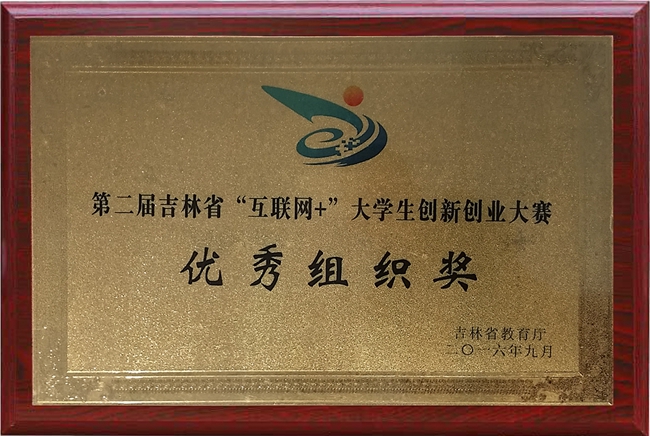 第二届吉林省“互联网+”大学生创新创业大赛
优秀组织奖
吉林省教育厅
二〇一六年九月